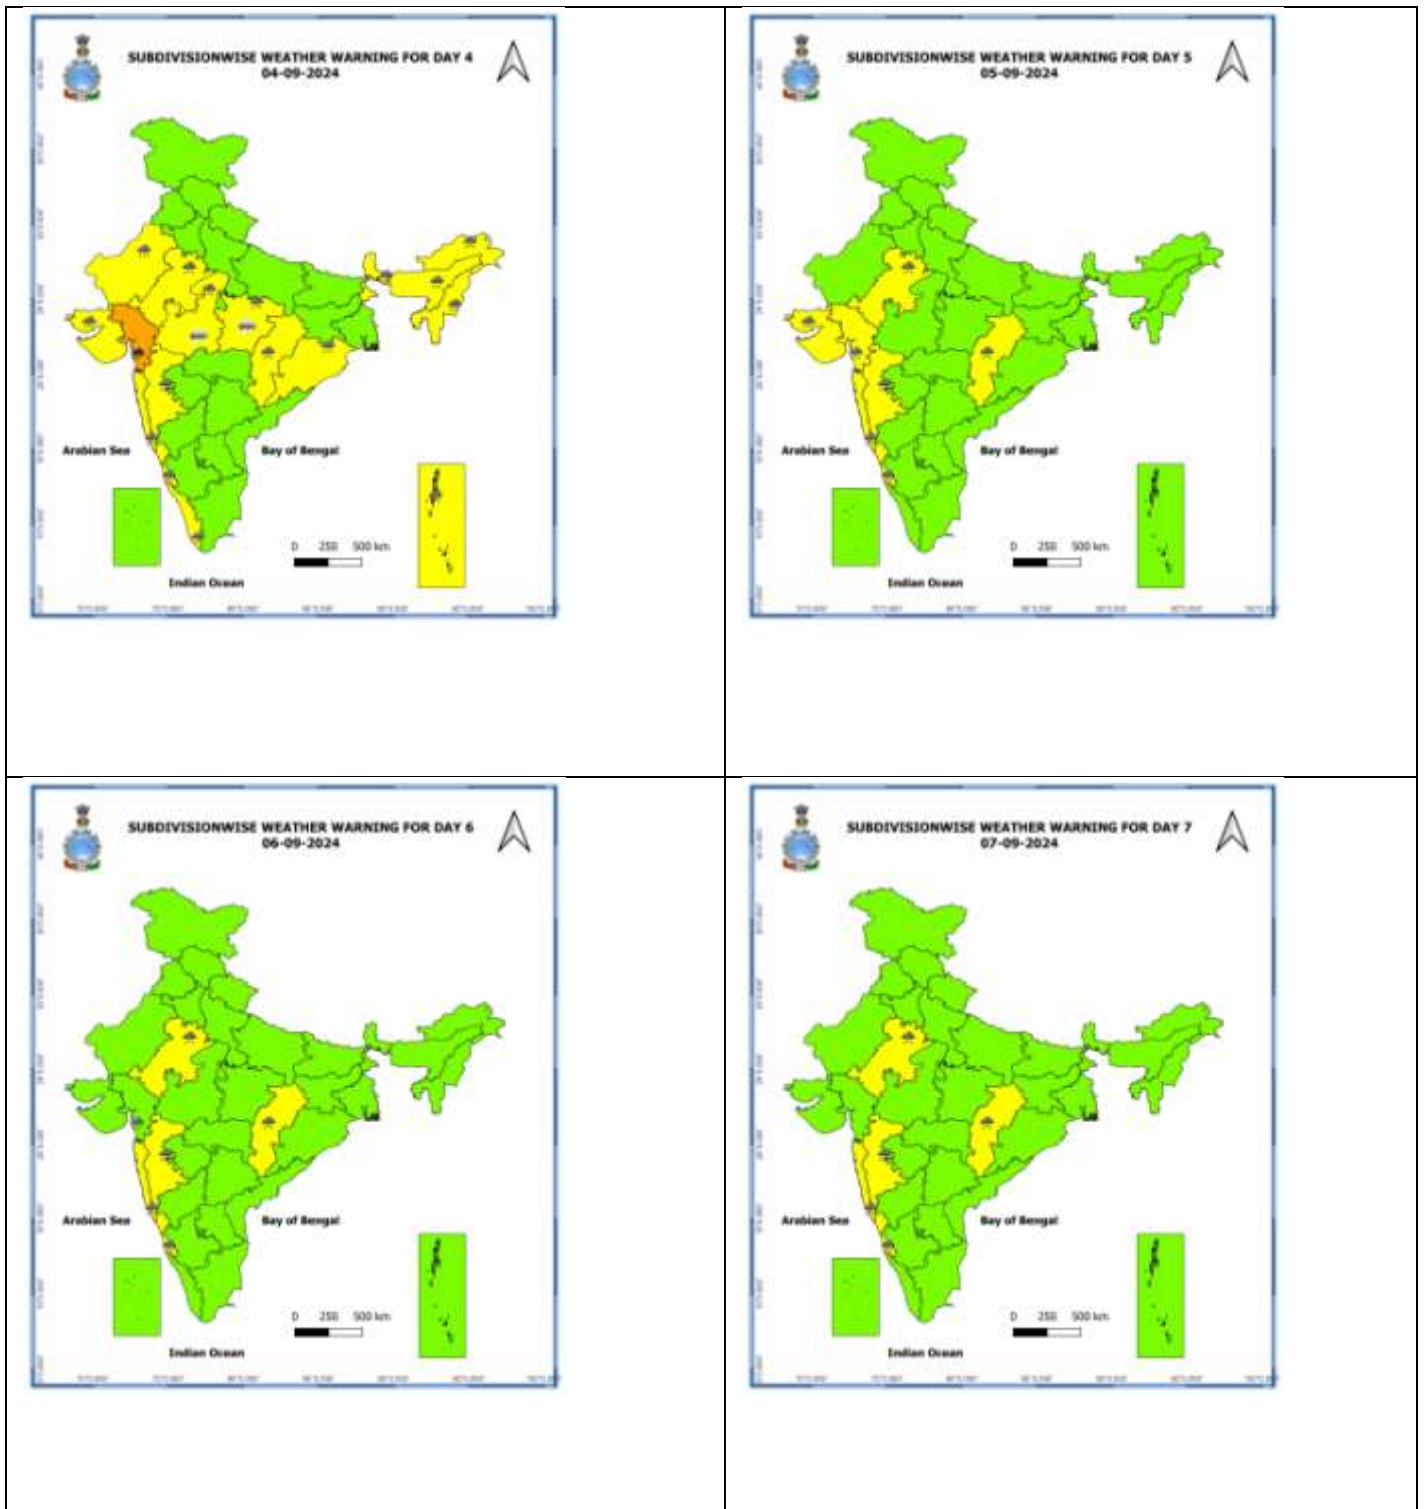 SUBDIVISIONWISE WEATHER WARNING FOR DAY 4
04-09-2024
Arabian Sea
Bay of Bengal
0 250 500 km
Indian Ocean
SUBDIVISIONWISE WEATHER WARNING FOR DAY 5
05-09-2024
Arabian Sea
Bay of Bengal
0 250 500 km
Indian Ocean
SUBDIVISIONWISE WEATHER WARNING FOR DAY 6
06-09-2024
Arabian Sea
Bay of Bengal
0 250 500 km
Indian Ocean
SUBDIVISIONWISE WEATHER WARNING FOR DAY 7
07-09-2024
Arabian Sea
Bay of Bengal
0 250 500 km
Indian Ocean